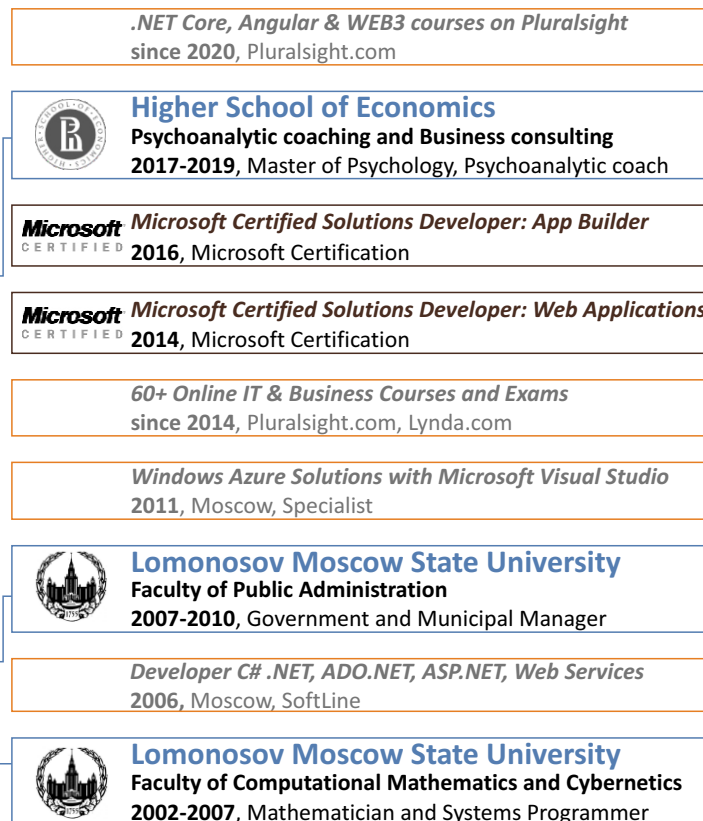 .NET Core, Angular & WEB3 courses on Pluralsight
since 2020, Pluralsight.com
Higher School of Economics
Psychoanalytic coaching and Business consulting
2017-2019, Master of Psychology, Psychoanalytic coach
Microsoft
CERTIFIED
Microsoft Certified Solutions Developer: App Builder
2016, Microsoft Certification
Microsoft
CERTIFIED
Microsoft Certified Solutions Developer: Web Applications
2014, Microsoft Certification
60+ Online IT & Business Courses and Exams
since 2014, Pluralsight.com, Lynda.com
Windows Azure Solutions with Microsoft Visual Studio
2011, Moscow, Specialist
1755
Lomonosov Moscow State University
Faculty of Public Administration
2007-2010, Government and Municipal Manager
Developer C# .NET, ADO.NET, ASP.NET, Web Services
2006, Moscow, SoftLine
1755
Lomonosov Moscow State University
Faculty of Computational Mathematics and Cybernetics
2002-2007, Mathematician and Systems Programmer